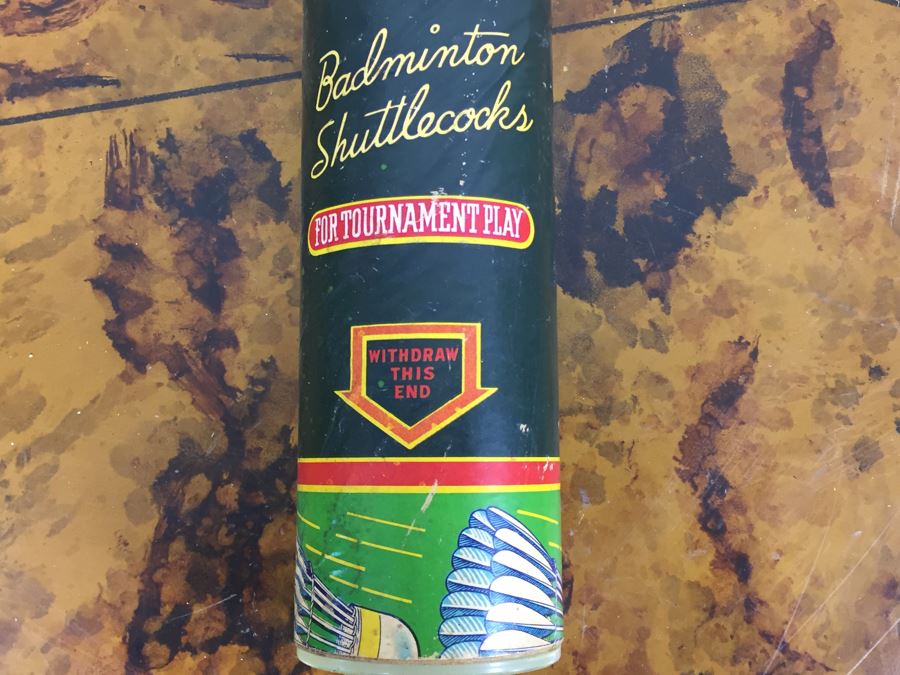 Badminton
Shuttlecocks
FOR TOURNAMENT PLAY
WITHDRAW
THIS
END